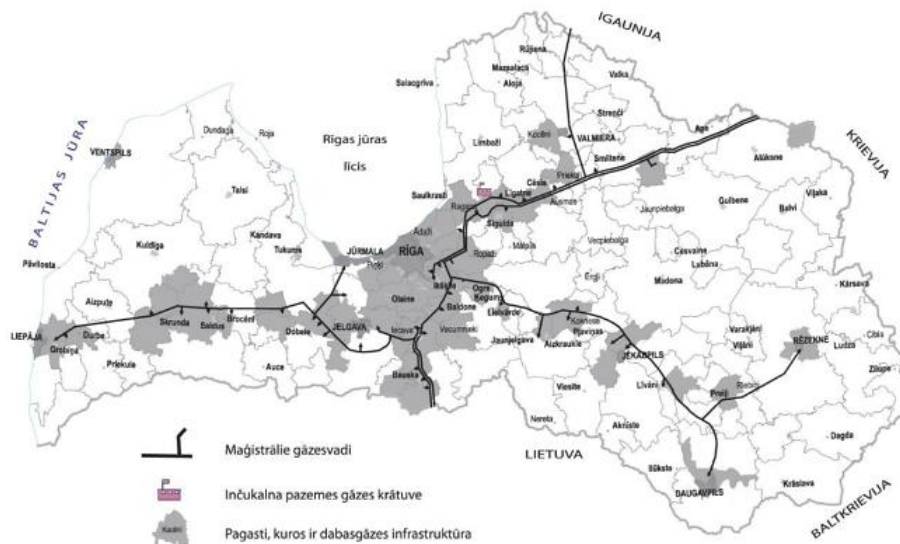 IGAUNIJA
Rūjiena
Mazsalaca
Salacgrīva
Aloja
Valka
Strenči
BALTIJAS JŪRA
Dundaga
Roja
Rīgas jūras
līcis
Kocēni
VALMIERA
Ape
VENTSPILS
Limbaži
Smiltene
Alūksne
KRIEVIJA
Priekuļi
Talsi
Saulkrasti
Cēsis
Līgatne
Rauna
Gulbene
Viļaka
Balvi
Jaunpiebalga
Sigulda
Kandava
Ādaži
Kuldīga
Tukums
JŪRMALA
RĪGA
Ropaži
Mālpils
Vecpiebalga
Cesvaine
Lubāna
Pāvilosta
Ērgļi
Madona
Kārsava
Ikšķile
Ogre
Ķegums
Aizpute
Olaine
Baldone
Lielvārde
LIEPĀJA
Durbe
Skrunda
Saldus
Brocēni
Dobele
JELGAVA
Iecava
Vecumnieki
Koknese
Pļaviņas
Varakļāni
Viļāni
RĒZEKNE
Cibla
Ludza
Grobiņa
Jaunjelgava
Aizkraukle
JĒKABPILS
Zilupe
Priekule
Auce
Bauska
Viesīte
Līvāni
Preiļi
Riebiņi
Nereta
Aknīste
Dagda
LIETUVA
Ilūkste
DAUGAVPILS
Krāslava
BALTKRIEVIJA
Maģistrālie gāzesvadi
Inčukalna pazemes gāzes krātuve
Kocēni
Pagasti, kuros ir dabasgāzes infrastruktūra